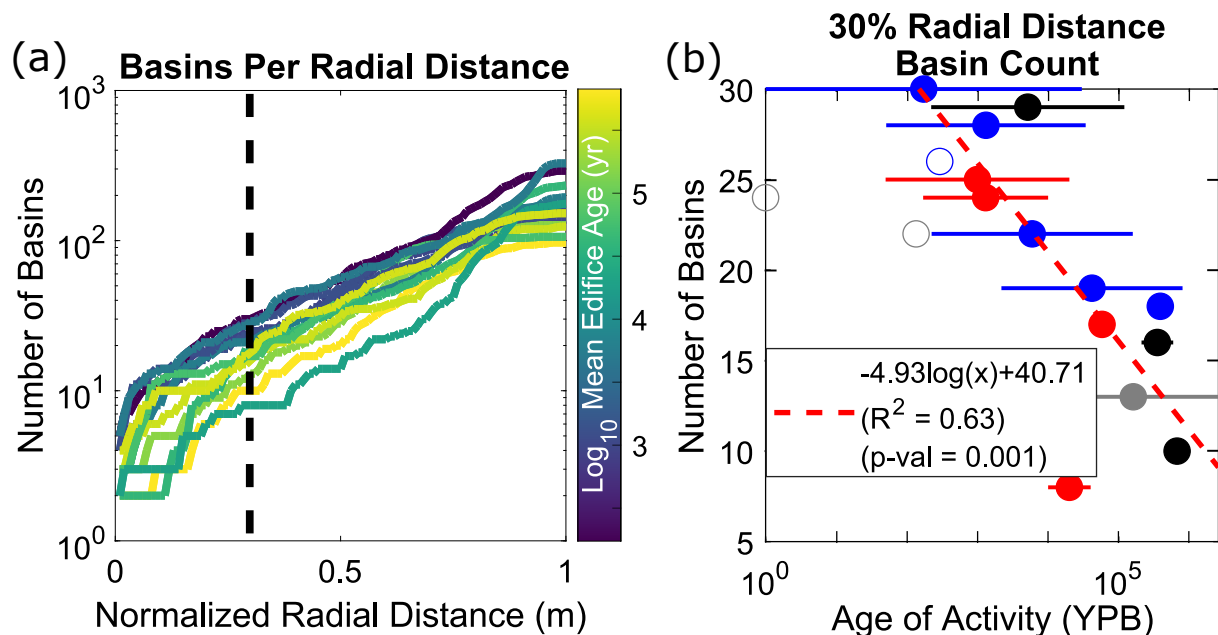 (a)
Basins Per Radial Distance
10^3
10^2
10^1
10^0
Number of Basins
0
0.5
1
Normalized Radial Distance (m)
Log_10 Mean Edifice Age (yr)
5
4
3
(b)
30% Radial Distance
Basin Count
30
25
20
15
10
5
Number of Basins
-4.93log(x)+40.71
(R^2 = 0.63)
(p-val = 0.001)
10^0
10^5
Age of Activity (YPB)